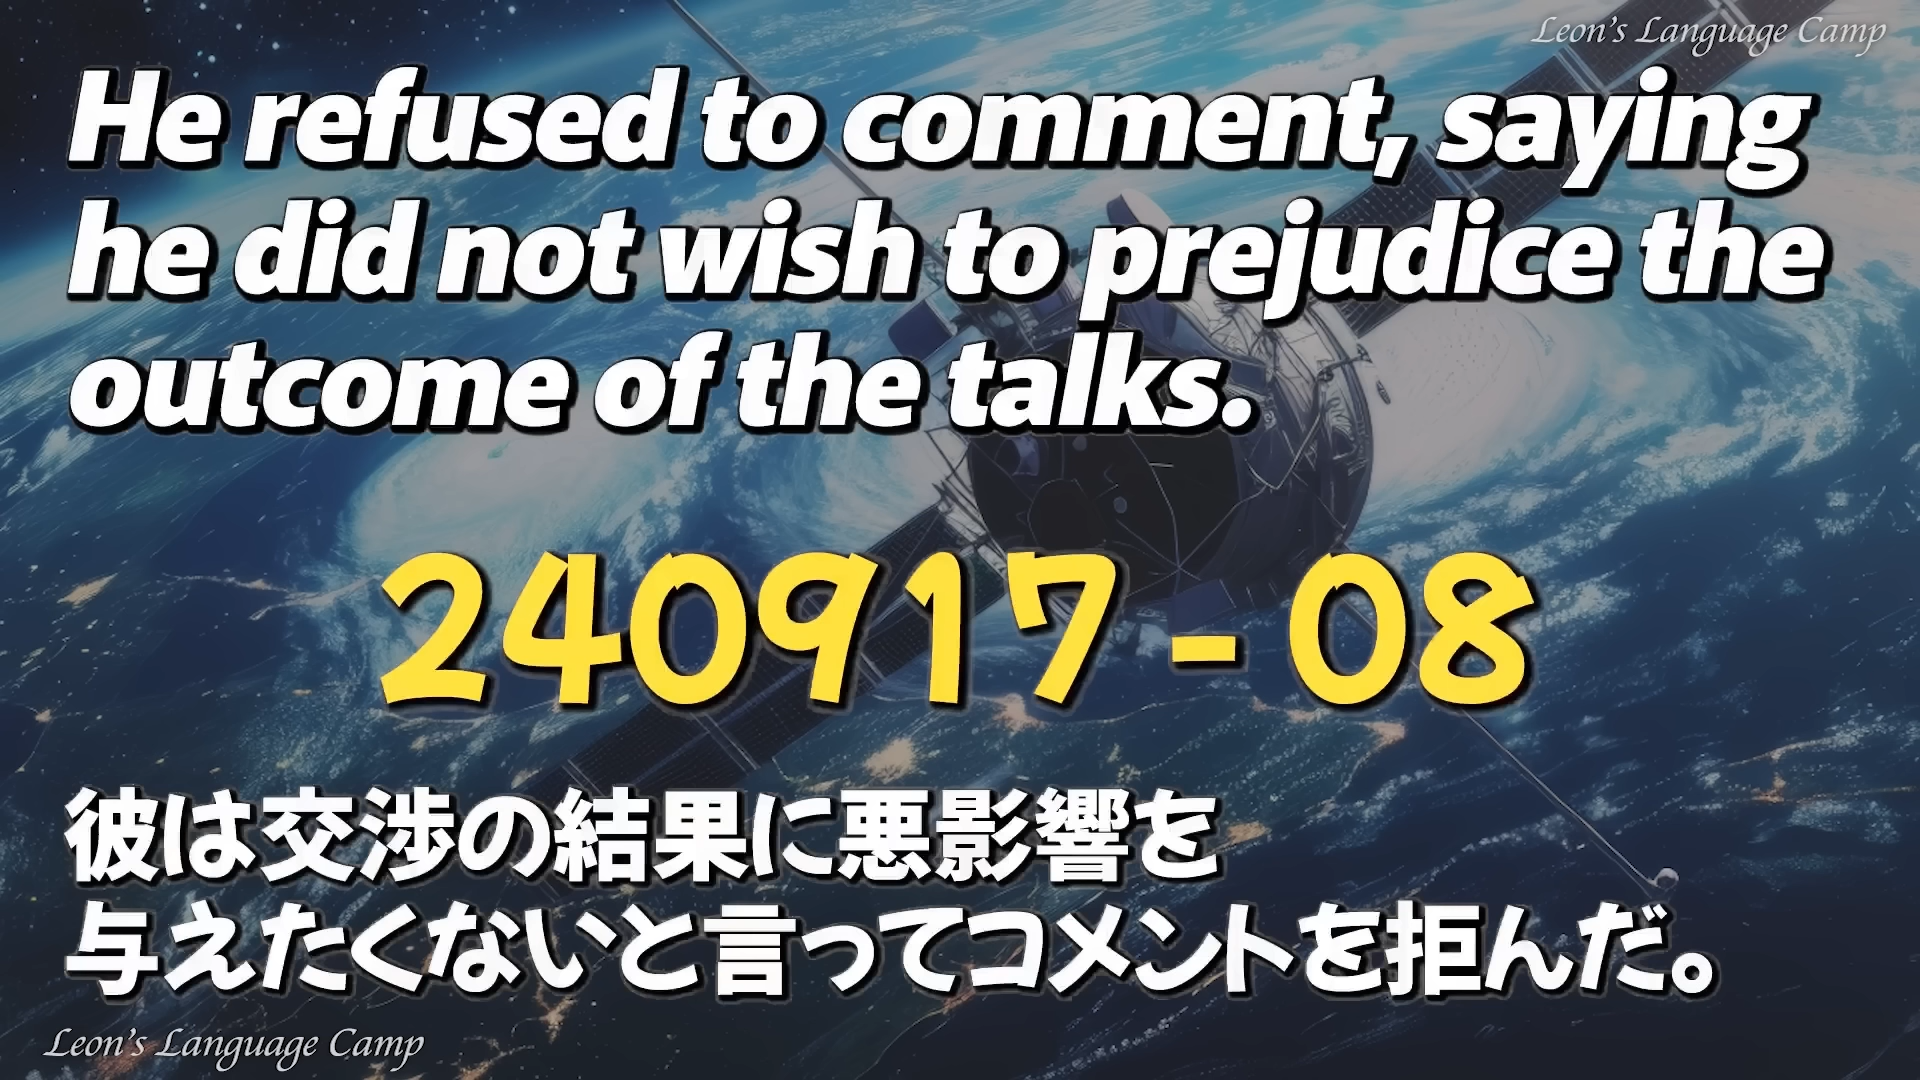 Leon's Language Camp
He refused to comment, saying
he did not wish to prejudice the
outcome of the talks.
240917-08
彼は交渉の結果に悪影響を
与えたくないと言ってコメントを拒んだ。
Leon's Language Camp